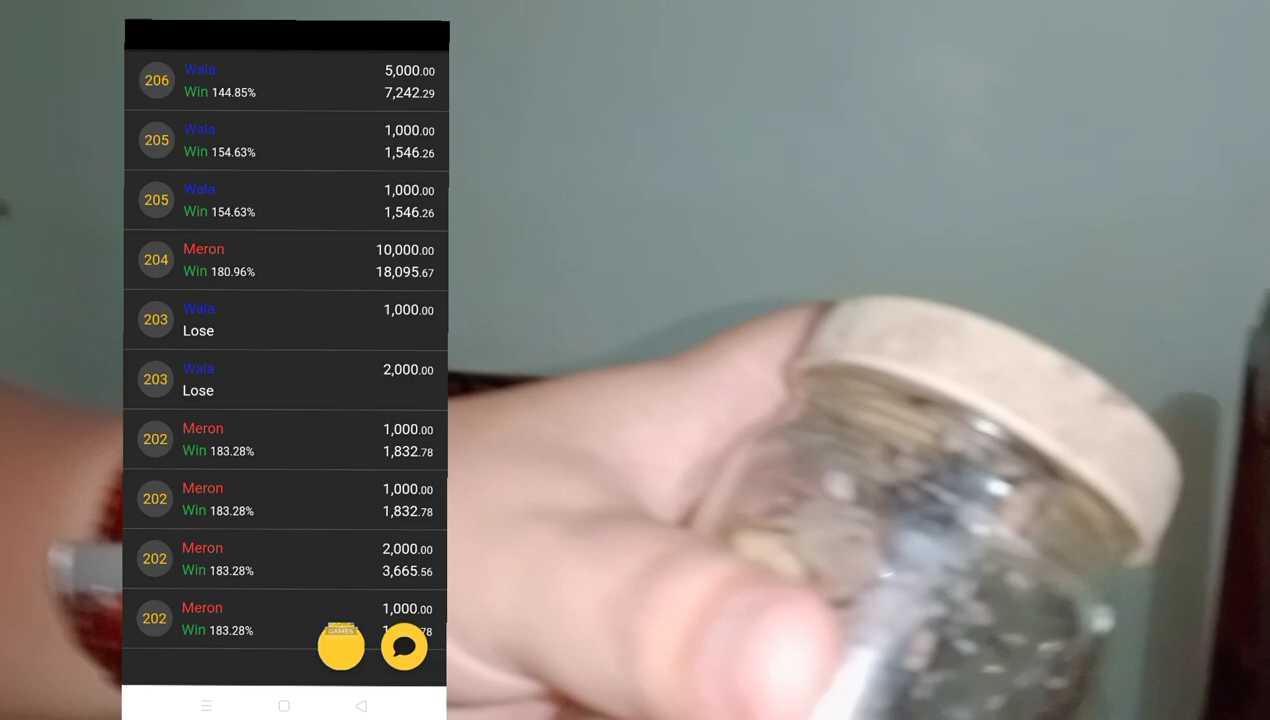 206
Wala
5,000.00
Win 144.85%
7,242.29
205
Wala
1,000.00
Win 154.63%
1,546.26
205
Wala
1,000.00
Win 154.63%
1,546.26
204
Meron
10,000.00
Win 180.96%
18,095.67
203
Wala
1,000.00
Lose
203
Wala
2,000.00
Lose
202
Meron
1,000.00
Win 183.28%
1,832.78
202
Meron
1,000.00
Win 183.28%
1,832.78
202
Meron
2,000.00
Win 183.28%
3,665.56
202
Meron
1,000.00
Win 183.28%
78
GAMES